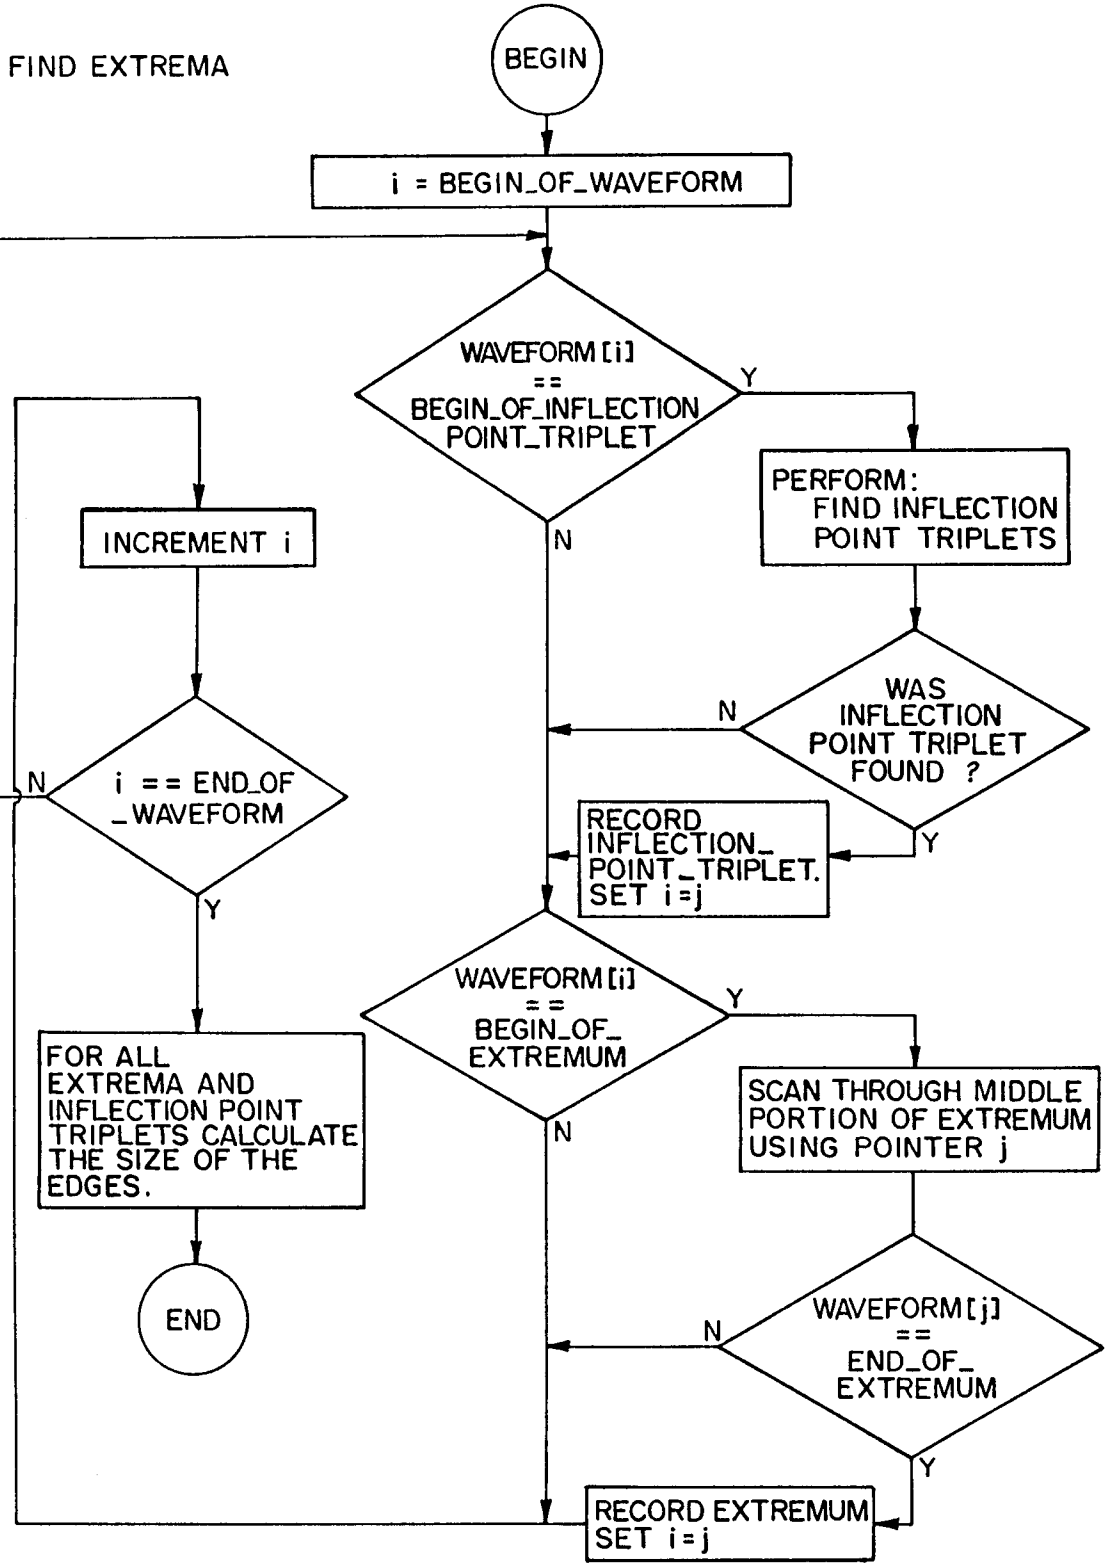 FIND EXTREMA
BEGIN
i = BEGIN_OF_WAVEFORM
WAVEFORM [i]
==
BEGIN_OF_INFLECTION
POINT_TRIPLET
Y
N
PERFORM:
FIND INFLECTION
POINT TRIPLETS
INCREMENT i
WAS
INFLECTION
POINT TRIPLET
FOUND ?
N
Y
i == END_OF
_WAVEFORM
N
Y
RECORD
INFLECTION_
POINT_TRIPLET.
SET i=j
WAVEFORM [i]
==
BEGIN_OF_
EXTREMUM
Y
N
FOR ALL
EXTREMA AND
INFLECTION POINT
TRIPLETS CALCULATE
THE SIZE OF THE
EDGES.
SCAN THROUGH MIDDLE
PORTION OF EXTREMUM
USING POINTER j
END
WAVEFORM [j]
==
END_OF_
EXTREMUM
N
Y
RECORD EXTREMUM
SET i=j